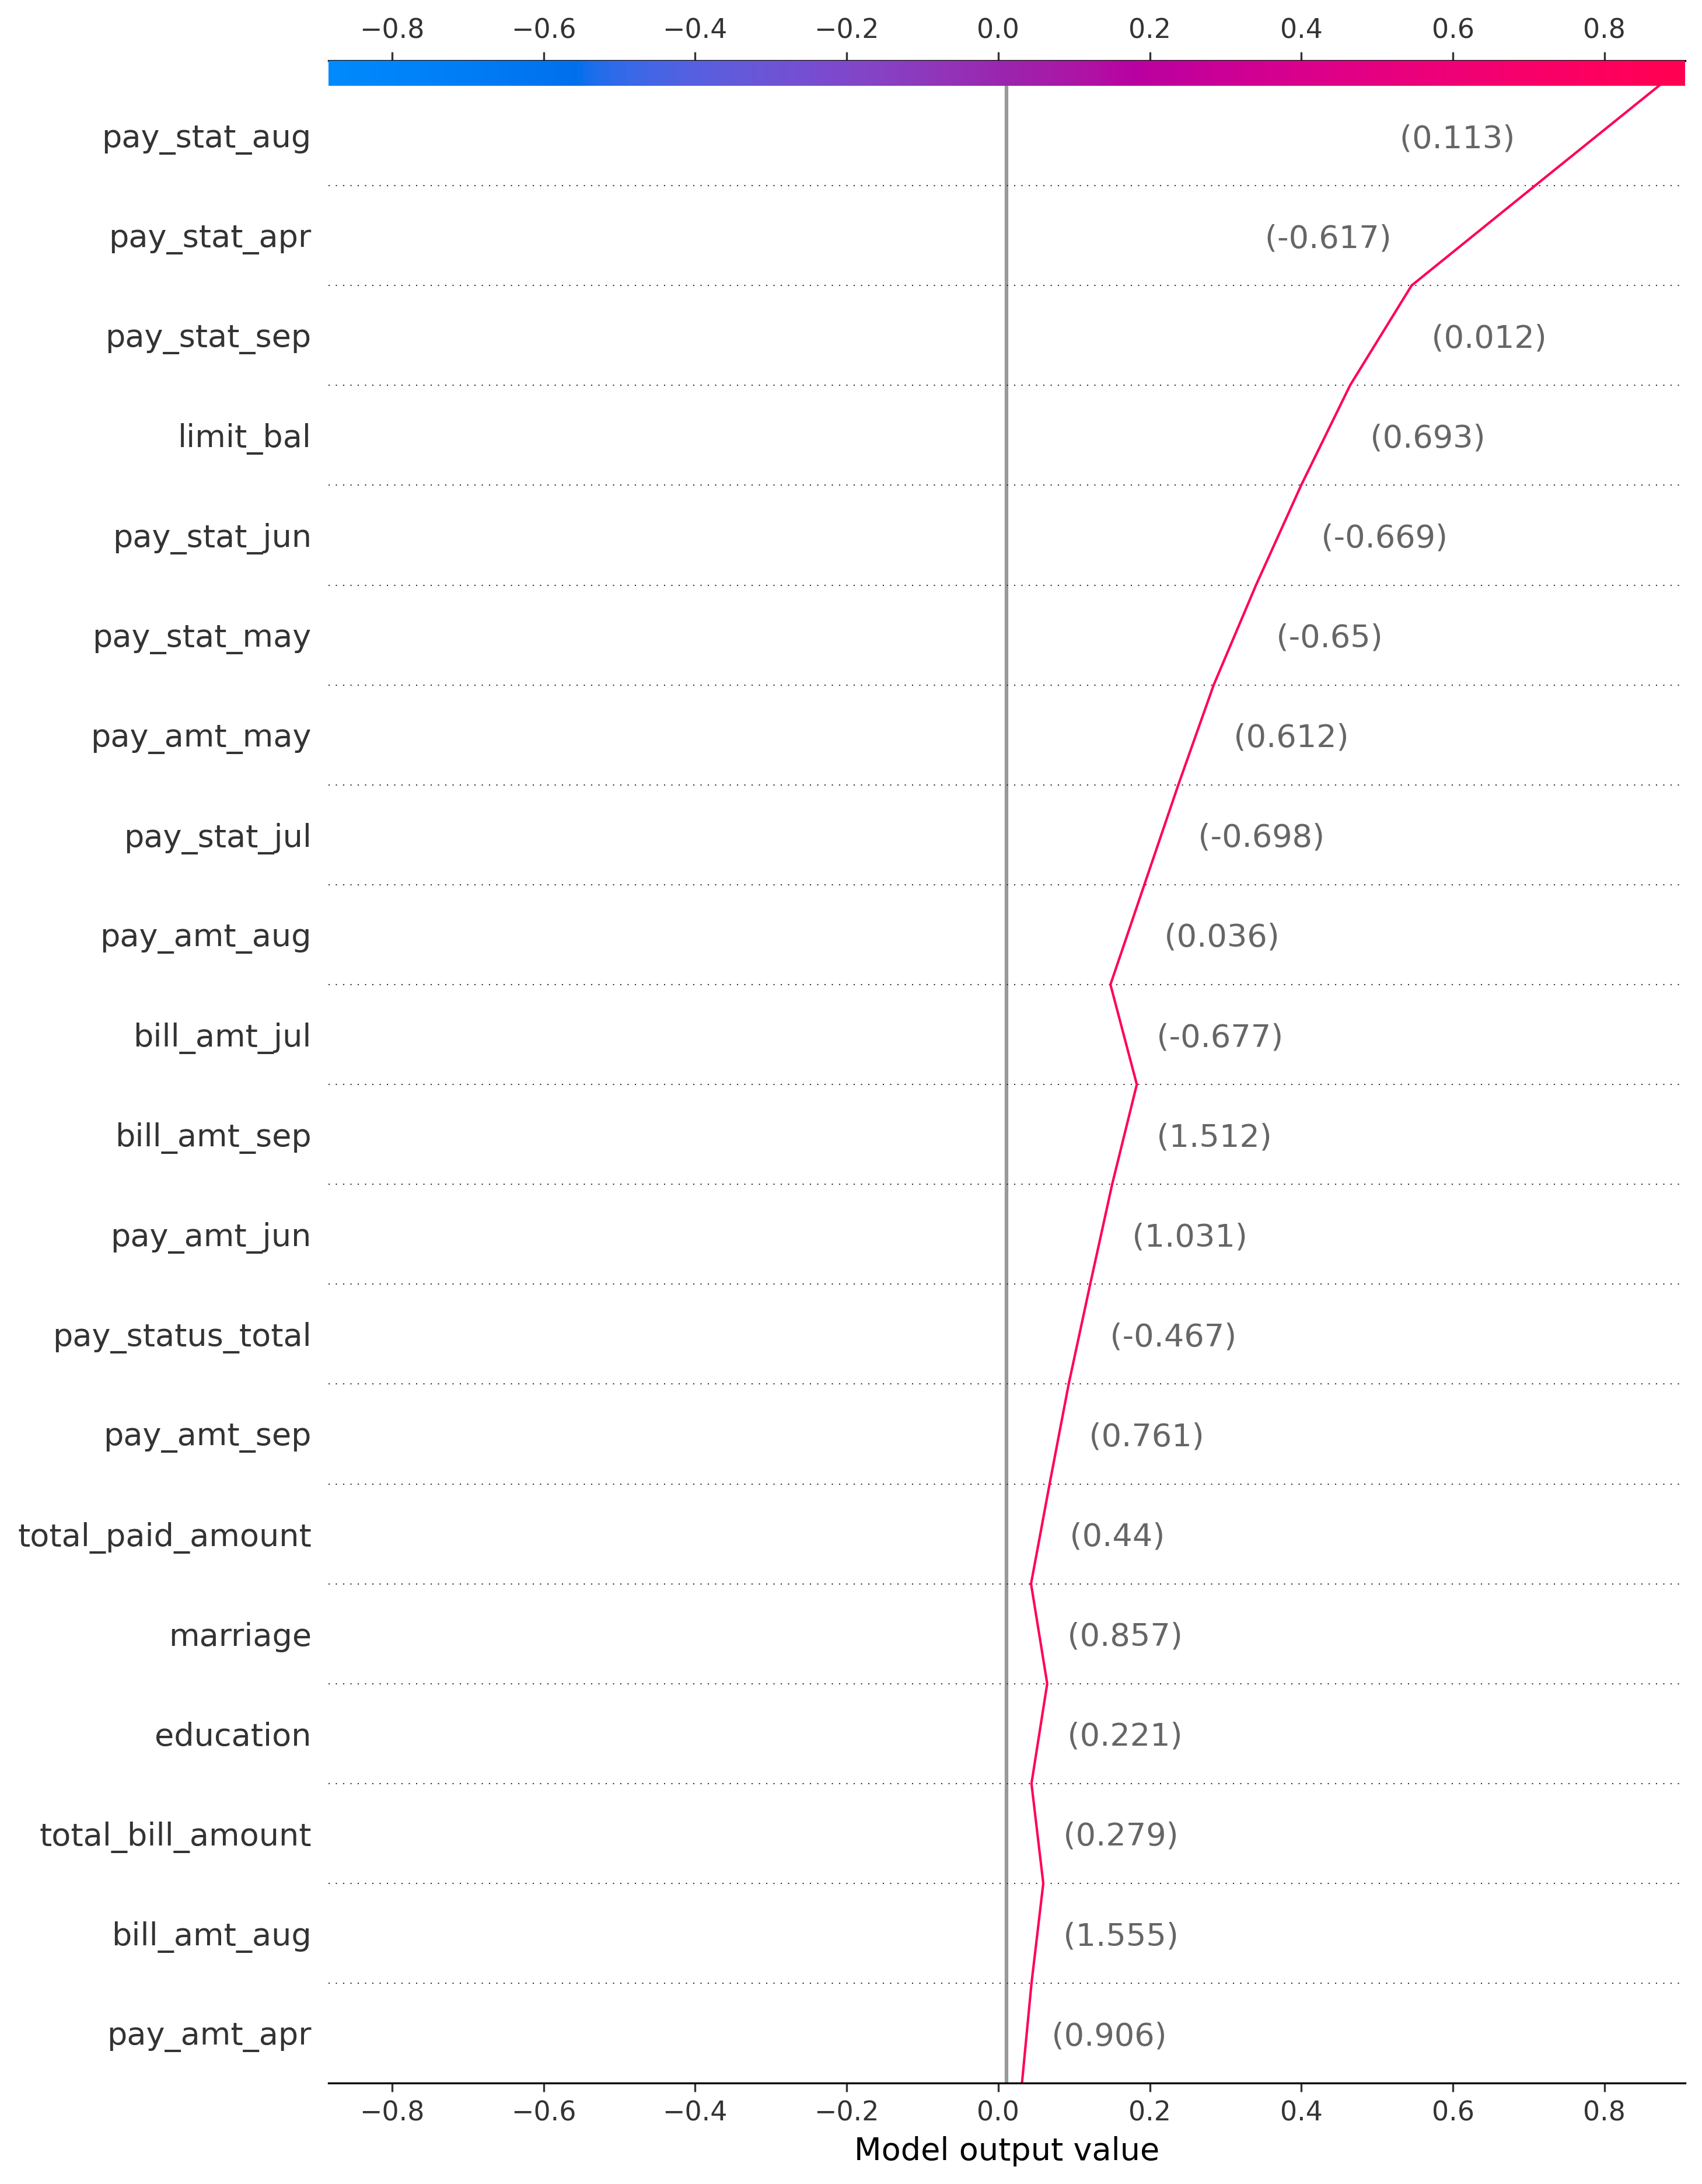 −0.8 −0.6 −0.4 −0.2 0.0 0.2 0.4 0.6 0.8
pay_stat_aug (0.113)
pay_stat_apr (-0.617)
pay_stat_sep (0.012)
limit_bal (0.693)
pay_stat_jun (-0.669)
pay_stat_may (-0.65)
pay_amt_may (0.612)
pay_stat_jul (-0.698)
pay_amt_aug (0.036)
bill_amt_jul (-0.677)
bill_amt_sep (1.512)
pay_amt_jun (1.031)
pay_status_total (-0.467)
pay_amt_sep (0.761)
total_paid_amount (0.44)
marriage (0.857)
education (0.221)
total_bill_amount (0.279)
bill_amt_aug (1.555)
pay_amt_apr (0.906)
−0.8 −0.6 −0.4 −0.2 0.0 0.2 0.4 0.6 0.8
Model output value